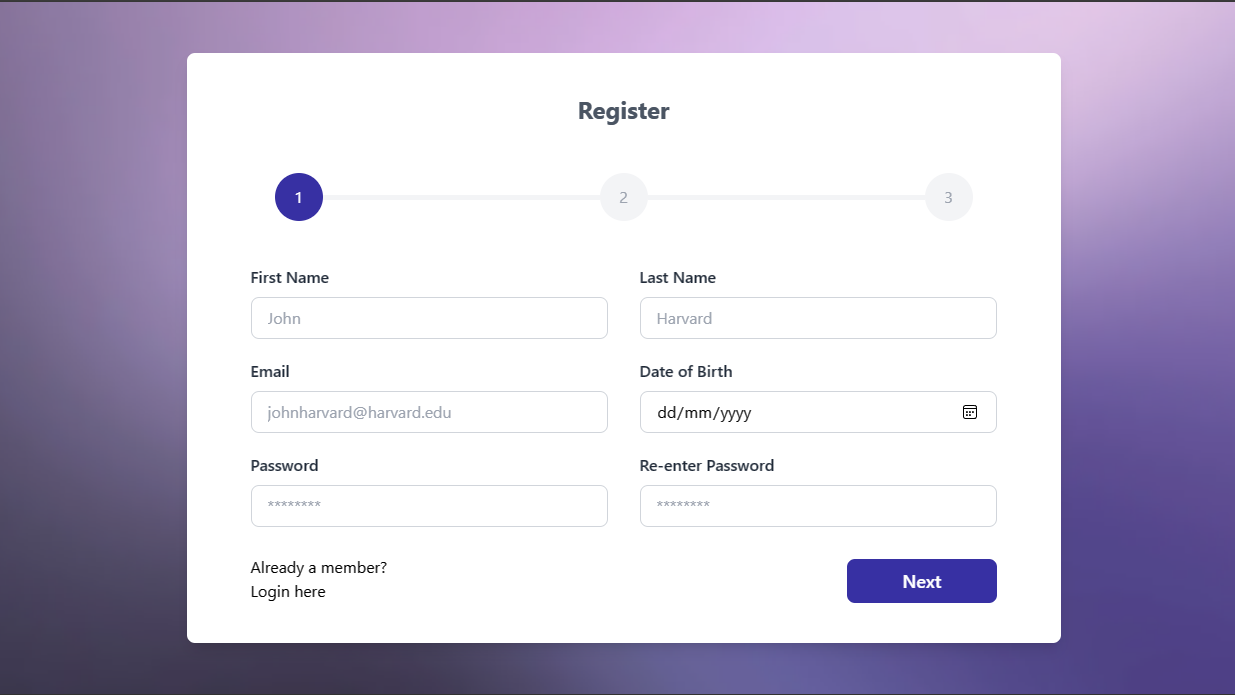 Register
1 2 3
First Name Last Name
John Harvard
Email Date of Birth
johnharvard@harvard.edu dd/mm/yyyy
Password Re-enter Password
******** ********
Already a member?
Login here
Next